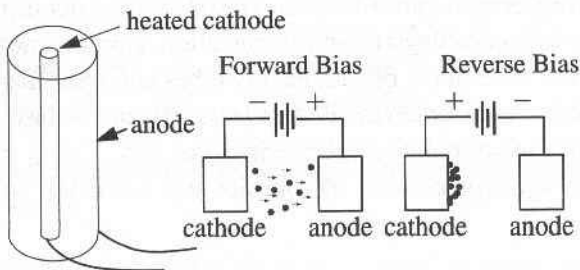 heated cathode
anode
Forward Bias
− +
cathode anode
Reverse Bias
+ −
cathode anode